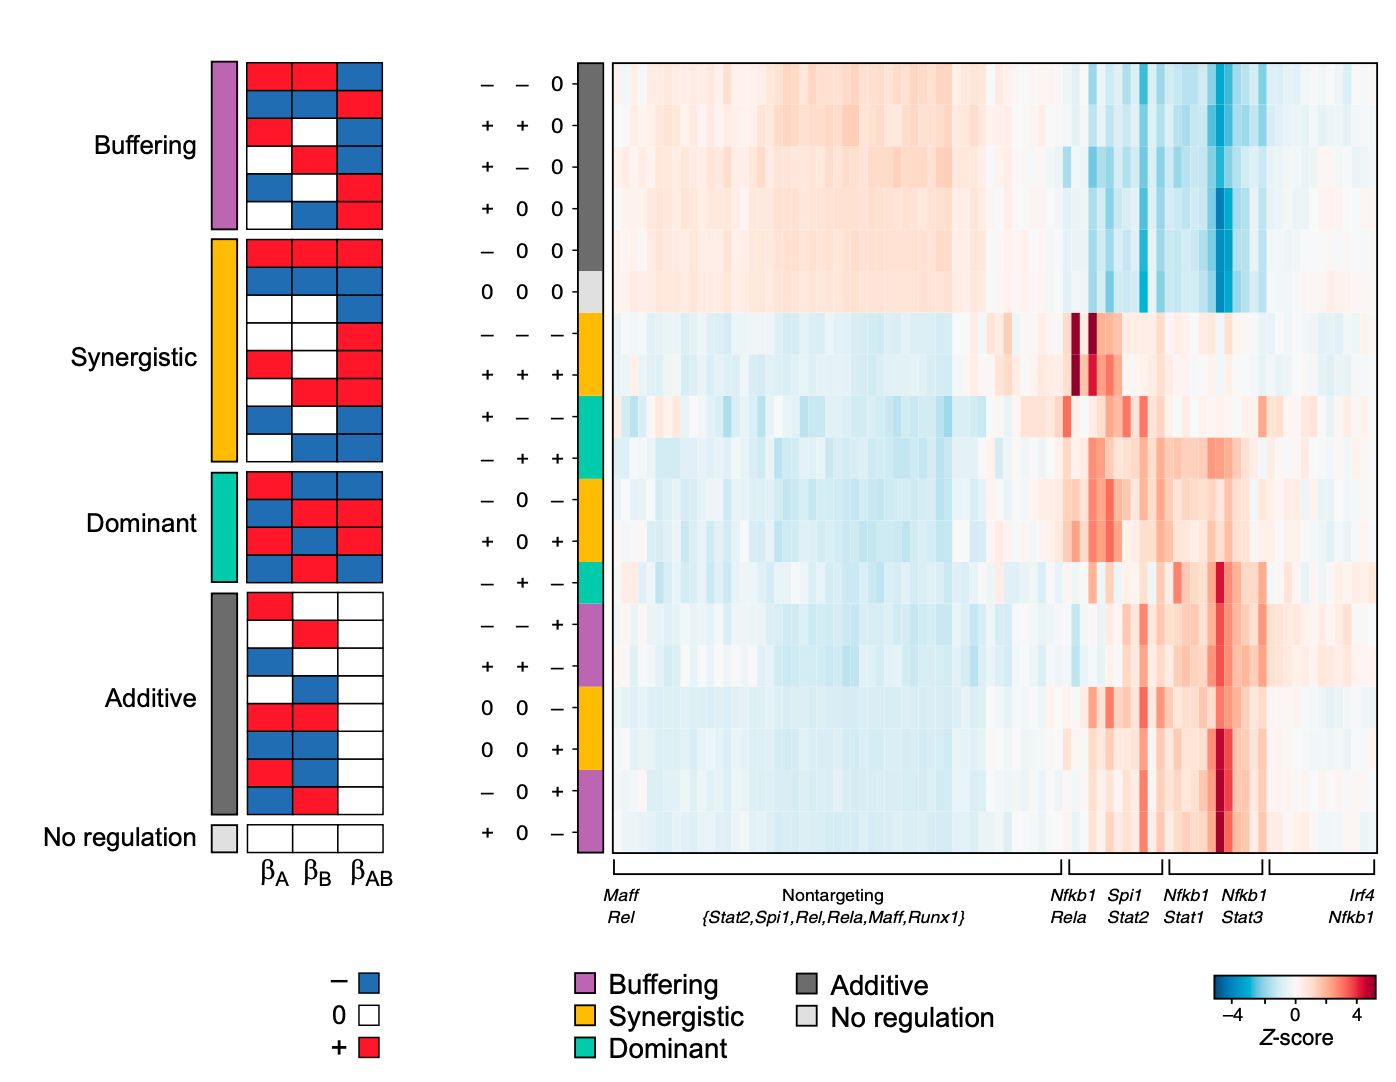 Buffering
Synergistic
Dominant
Additive
No regulation
βA βB βAB
– – 0
+ + 0
+ – 0
+ 0 0
– 0 0
0 0 0
– – –
+ + +
+ – –
– + +
– 0 –
+ 0 +
– + –
– – +
+ + –
0 0 –
0 0 +
– 0 +
+ 0 –
Maff Nontargeting Nfkb1 Spi1 Nfkb1 Nfkb1 Irf4
Rel {Stat2,Spi1,Rel,Rela,Maff,Runx1} Rela Stat2 Stat1 Stat3 Nfkb1
–
0
+
Buffering
Synergistic
Dominant
Additive
No regulation
–4 0 4
Z-score